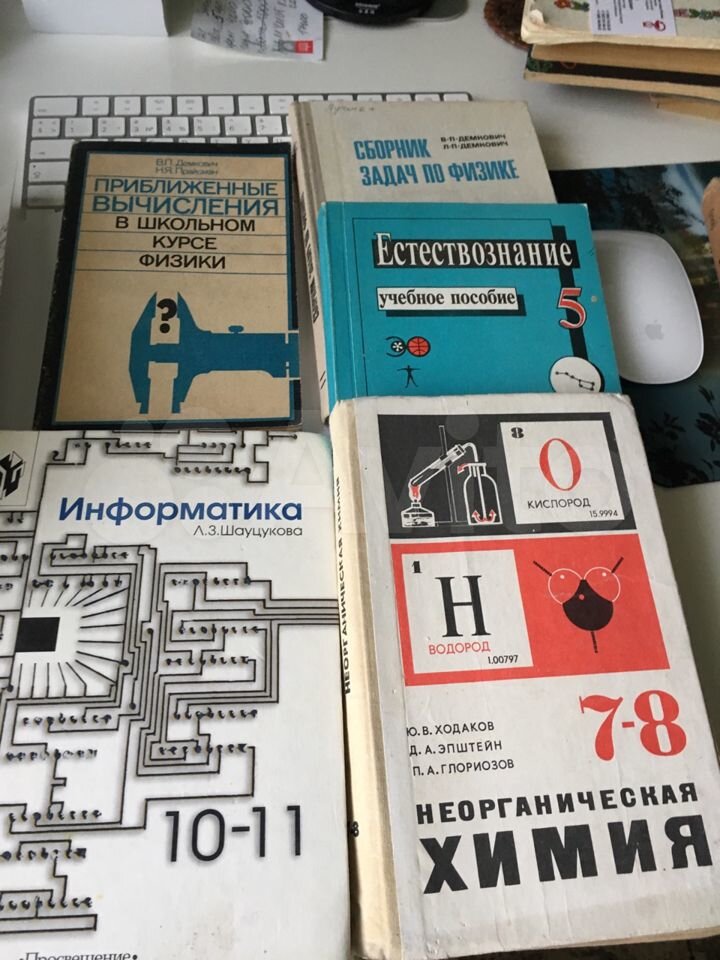 В.П. Демкович
Н.Я. Прайсман
ПРИБЛИЖЕННЫЕ
ВЫЧИСЛЕНИЯ
В ШКОЛЬНОМ
КУРСЕ
ФИЗИКИ
?
В·П·ДЕМКОВИЧ
Л·П·ДЕМКОВИЧ
СБОРНИК
ЗАДАЧ ПО ФИЗИКЕ
Естествознание
учебное пособие
5
Информатика
Л.З.Шауцукова
10-11
•Просвещение•
НЕОРГАНИЧЕСКАЯ ХИМИЯ
8
О
КИСЛОРОД
15.9994
1
Н
ВОДОРОД
1.00797
7-8
Ю. В. ХОДАКОВ
Д. А. ЭПШТЕЙН
П. А. ГЛОРИОЗОВ
НЕОРГАНИЧЕСКАЯ
ХИМИЯ
Avito